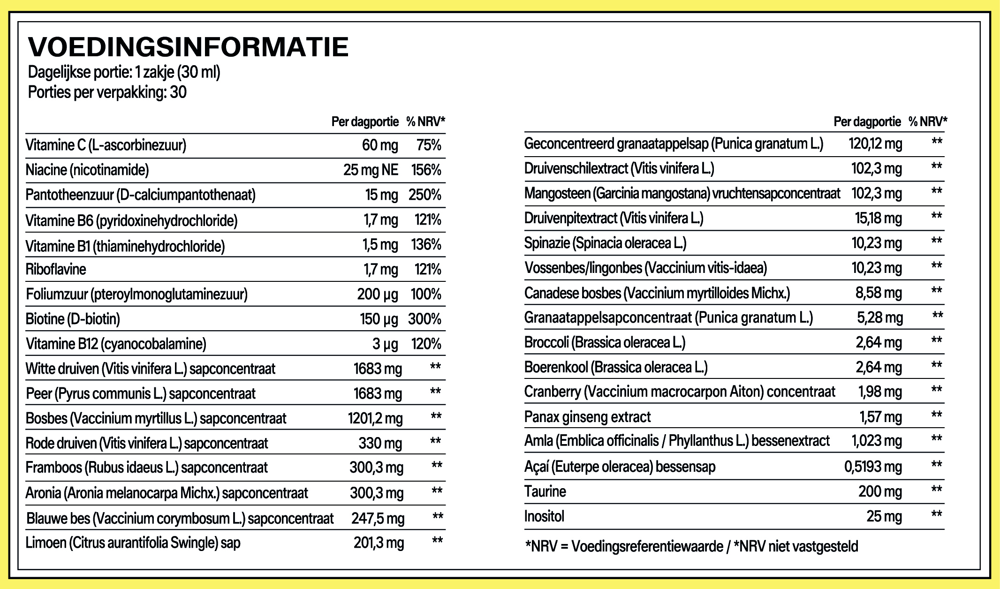 VOEDINGSINFORMATIE
Dagelijkse portie: 1 zakje (30 ml)
Porties per verpakking: 30
Per dagportie % NRV*
Vitamine C (L-ascorbinezuur) 60 mg 75%
Niacine (nicotinamide) 25 mg NE 156%
Pantotheenzuur (D-calciumpantothenaat) 15 mg 250%
Vitamine B6 (pyridoxinehydrochloride) 1,7 mg 121%
Vitamine B1 (thiaminehydrochloride) 1,5 mg 136%
Riboflavine 1,7 mg 121%
Foliumzuur (pteroylmonoglutaminezuur) 200 µg 100%
Biotine (D-biotin) 150 µg 300%
Vitamine B12 (cyanocobalamine) 3 µg 120%
Witte druiven (Vitis vinifera L.) sapconcentraat 1683 mg **
Peer (Pyrus communis L.) sapconcentraat 1683 mg **
Bosbes (Vaccinium myrtillus L.) sapconcentraat 1201,2 mg **
Rode druiven (Vitis vinifera L.) sapconcentraat 330 mg **
Framboos (Rubus idaeus L.) sapconcentraat 300,3 mg **
Aronia (Aronia melanocarpa Michx.) sapconcentraat 300,3 mg **
Blauwe bes (Vaccinium corymbosum L.) sapconcentraat 247,5 mg **
Limoen (Citrus aurantifolia Swingle) sap 201,3 mg **
Per dagportie % NRV*
Geconcentreerd granaatappelsap (Punica granatum L.) 120,12 mg **
Druivenschilextract (Vitis vinifera L.) 102,3 mg **
Mangosteen (Garcinia mangostana) vruchtensapconcentraat 102,3 mg **
Druivenpitextract (Vitis vinifera L.) 15,18 mg **
Spinazie (Spinacia oleracea L.) 10,23 mg **
Vossenbes/lingonbes (Vaccinium vitis-idaea) 10,23 mg **
Canadese bosbes (Vaccinium myrtilloides Michx.) 8,58 mg **
Granaatappelsapconcentraat (Punica granatum L.) 5,28 mg **
Broccoli (Brassica oleracea L.) 2,64 mg **
Boerenkool (Brassica oleracea L.) 2,64 mg **
Cranberry (Vaccinium macrocarpon Aiton) concentraat 1,98 mg **
Panax ginseng extract 1,57 mg **
Amla (Emblica officinalis / Phyllanthus L.) bessenextract 1,023 mg **
Açaí (Euterpe oleracea) bessensap 0,5193 mg **
Taurine 200 mg **
Inositol 25 mg **
*NRV = Voedingsreferentiewaarde / *NRV niet vastgesteld